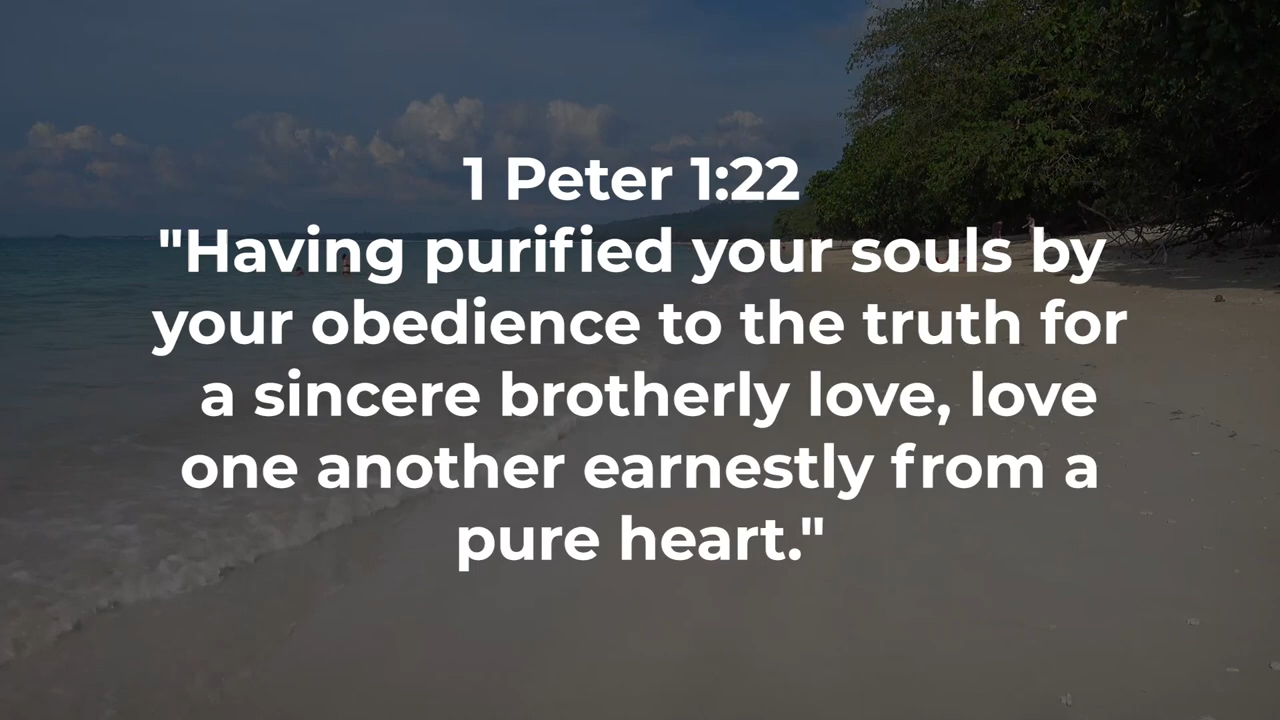 1 Peter 1:22
"Having purified your souls by
your obedience to the truth for
a sincere brotherly love, love
one another earnestly from a
pure heart."